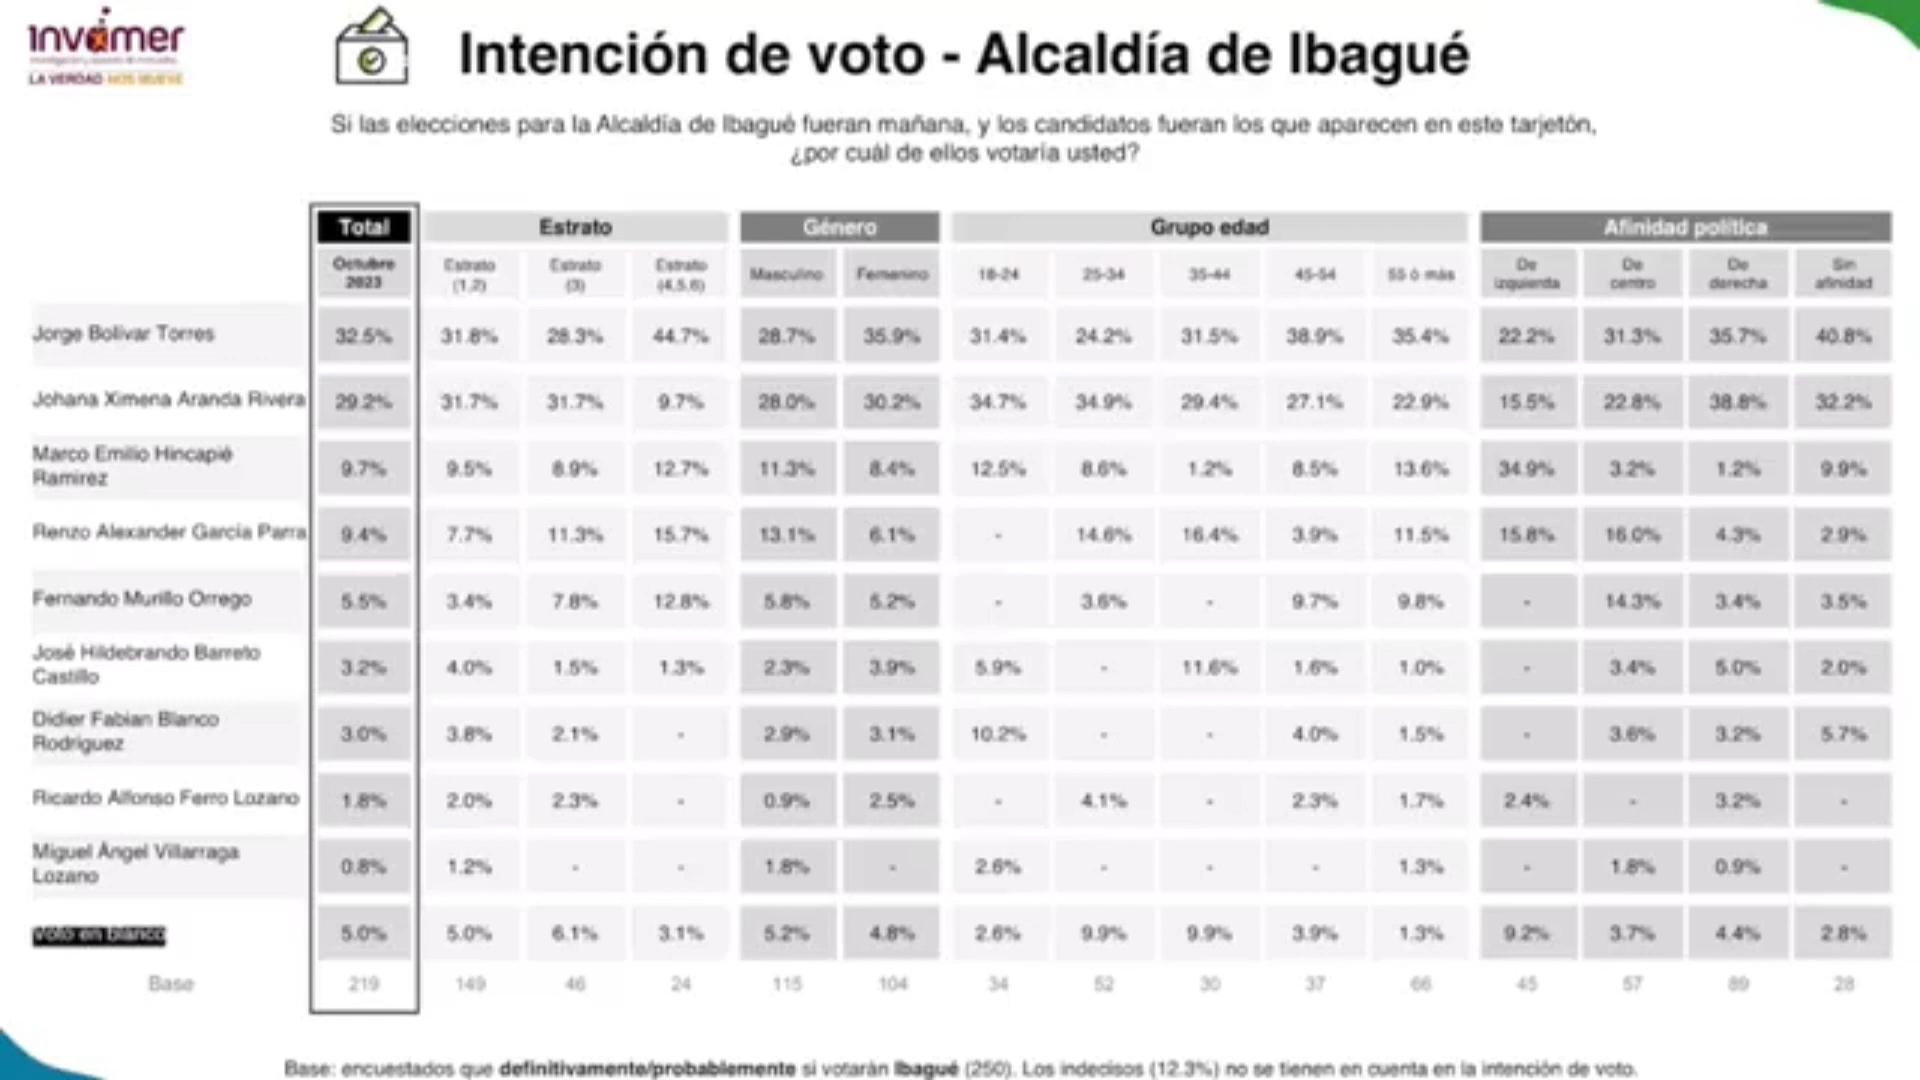 invamer
LA VERDAD NOS MUEVE
Intención de voto - Alcaldía de Ibagué
Si las elecciones para la Alcaldía de Ibagué fueran mañana, y los candidatos fueran los que aparecen en este tarjetón,
¿por cuál de ellos votaría usted?
Total Estrato Género Grupo edad Afinidad política
Octubre 2023 Estrato (1,2) Estrato (3) Estrato (4,5,6) Masculino Femenino 18-24 25-34 35-44 45-54 55 ó más De izquierda De centro De derecha Sin afinidad
Jorge Bolivar Torres 32.5% 31.8% 28.3% 44.7% 28.7% 35.9% 31.4% 24.2% 31.5% 38.9% 35.4% 22.2% 31.3% 35.7% 40.8%
Johana Ximena Aranda Rivera 29.2% 31.7% 31.7% 9.7% 28.0% 30.2% 34.7% 34.9% 29.4% 27.1% 22.9% 15.5% 22.8% 38.8% 32.2%
Marco Emilio Hincapié Ramirez 9.7% 9.5% 8.9% 12.7% 11.3% 8.4% 12.5% 8.6% 1.2% 8.5% 13.6% 34.9% 3.2% 1.2% 9.9%
Renzo Alexander García Parra 9.4% 7.7% 11.3% 15.7% 13.1% 6.1% - 14.6% 16.4% 3.9% 11.5% 15.8% 16.0% 4.3% 2.9%
Fernando Murillo Orrego 5.5% 3.4% 7.8% 12.8% 5.8% 5.2% - 3.6% - 9.7% 9.8% - 14.3% 3.4% 3.5%
José Hildebrando Barreto Castillo 3.2% 4.0% 1.5% 1.3% 2.3% 3.9% 5.9% - 11.6% 1.6% 1.0% - 3.4% 5.0% 2.0%
Didier Fabian Blanco Rodriguez 3.0% 3.8% 2.1% - 2.9% 3.1% 10.2% - - 4.0% 1.5% - 3.6% 3.2% 5.7%
Ricardo Alfonso Ferro Lozano 1.8% 2.0% 2.3% - 0.9% 2.5% - 4.1% - 2.3% 1.7% 2.4% - 3.2% -
Miguel Ángel Villarraga Lozano 0.8% 1.2% - - 1.8% - 2.6% - - - 1.3% - 1.8% 0.9% -
Voto en blanco 5.0% 5.0% 6.1% 3.1% 5.2% 4.8% 2.6% 9.9% 9.9% 3.9% 1.3% 9.2% 3.7% 4.4% 2.8%
Base 219 149 46 24 115 104 34 52 30 37 66 45 57 89 28
Base: encuestados que definitivamente/probablemente si votarán Ibagué (250). Los indecisos (12.3%) no se tienen en cuenta en la intención de voto.